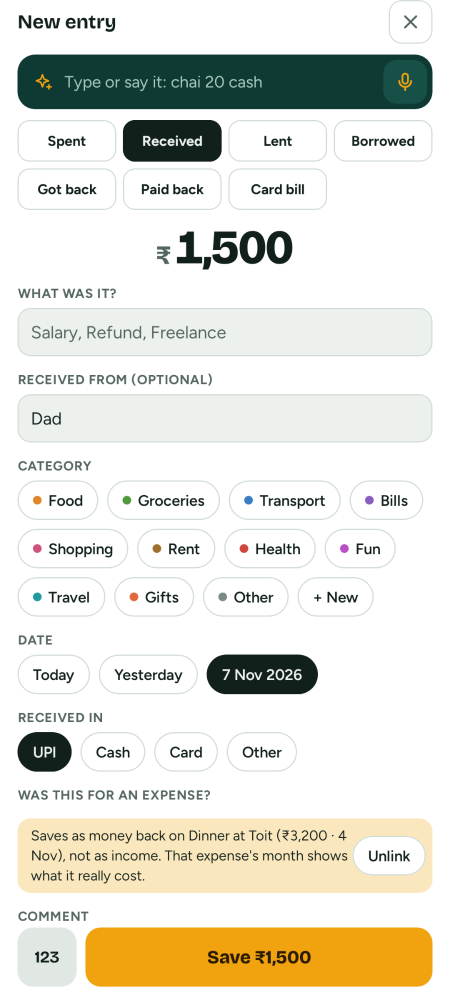 New entry
Type or say it: chai 20 cash
Spent
Received
Lent
Borrowed
Got back
Paid back
Card bill
₹1,500
WHAT WAS IT?
Salary, Refund, Freelance
RECEIVED FROM (OPTIONAL)
Dad
CATEGORY
Food
Groceries
Transport
Bills
Shopping
Rent
Health
Fun
Travel
Gifts
Other
+ New
DATE
Today
Yesterday
7 Nov 2026
RECEIVED IN
UPI
Cash
Card
Other
WAS THIS FOR AN EXPENSE?
Saves as money back on Dinner at Toit (₹3,200 · 4
Nov), not as income. That expense's month shows
what it really cost.
Unlink
COMMENT
123
Save ₹1,500